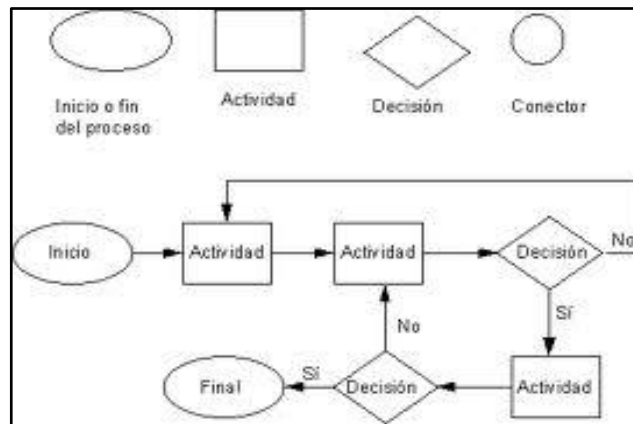 Inicio o fin
del proceso
Actividad
Decisión
Conector
Inicio
Actividad
Actividad
Decisión
No
Sí
No
Final
Sí
Decisión
Actividad